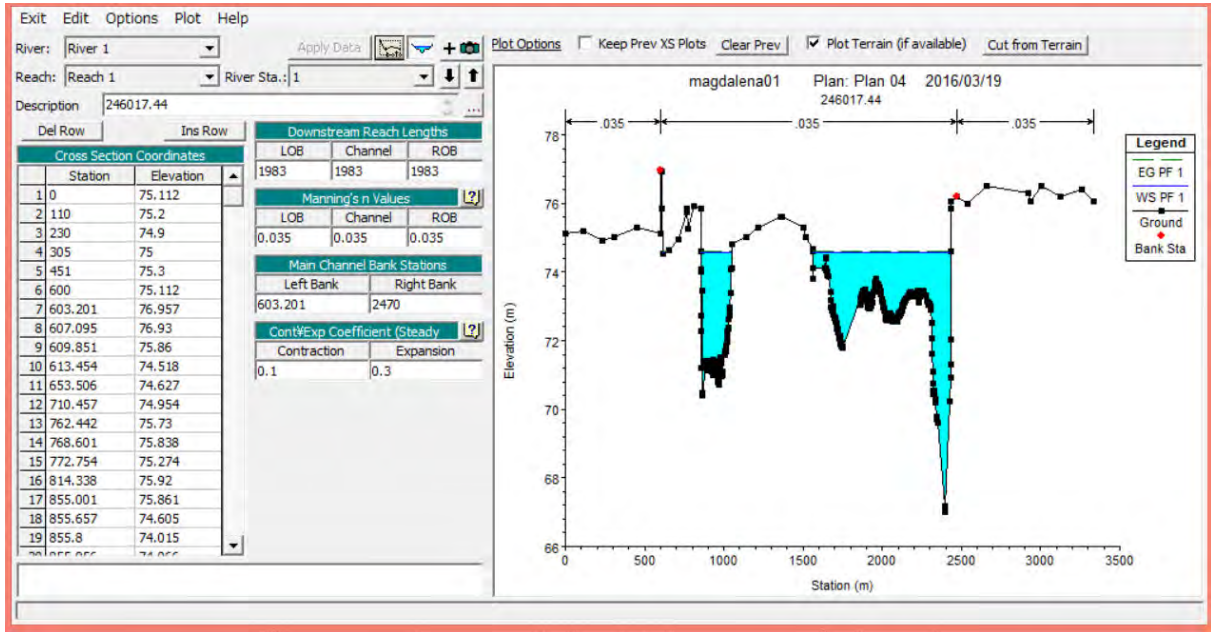 Exit Edit Options Plot Help
River: River 1
Apply Data
Reach: Reach 1 River Sta.: 1
Description 246017.44 ...
Del Row Ins Row
Cross Section Coordinates
Station Elevation
1 0 75.112
2 110 75.2
3 230 74.9
4 305 75
5 451 75.3
6 600 75.112
7 603.201 76.957
8 607.095 76.93
9 609.851 75.86
10 613.454 74.518
11 653.506 74.627
12 710.457 74.954
13 762.442 75.73
14 768.601 75.838
15 772.754 75.274
16 814.338 75.92
17 855.001 75.861
18 855.657 74.605
19 855.8 74.015
Downstream Reach Lengths
LOB Channel ROB
1983 1983 1983
Manning's n Values ?
LOB Channel ROB
0.035 0.035 0.035
Main Channel Bank Stations
Left Bank Right Bank
603.201 2470
Cont¥Exp Coefficient (Steady ?
Contraction Expansion
0.1 0.3
Plot Options Keep Prev XS Plots Clear Prev Plot Terrain (if available) Cut from Terrain
magdalena01 Plan: Plan 04 2016/03/19
246017.44
.035 .035 .035
78
76
74
72
70
68
66
Elevation (m)
0 500 1000 1500 2000 2500 3000 3500
Station (m)
Legend
EG PF 1
WS PF 1
Ground
Bank Sta